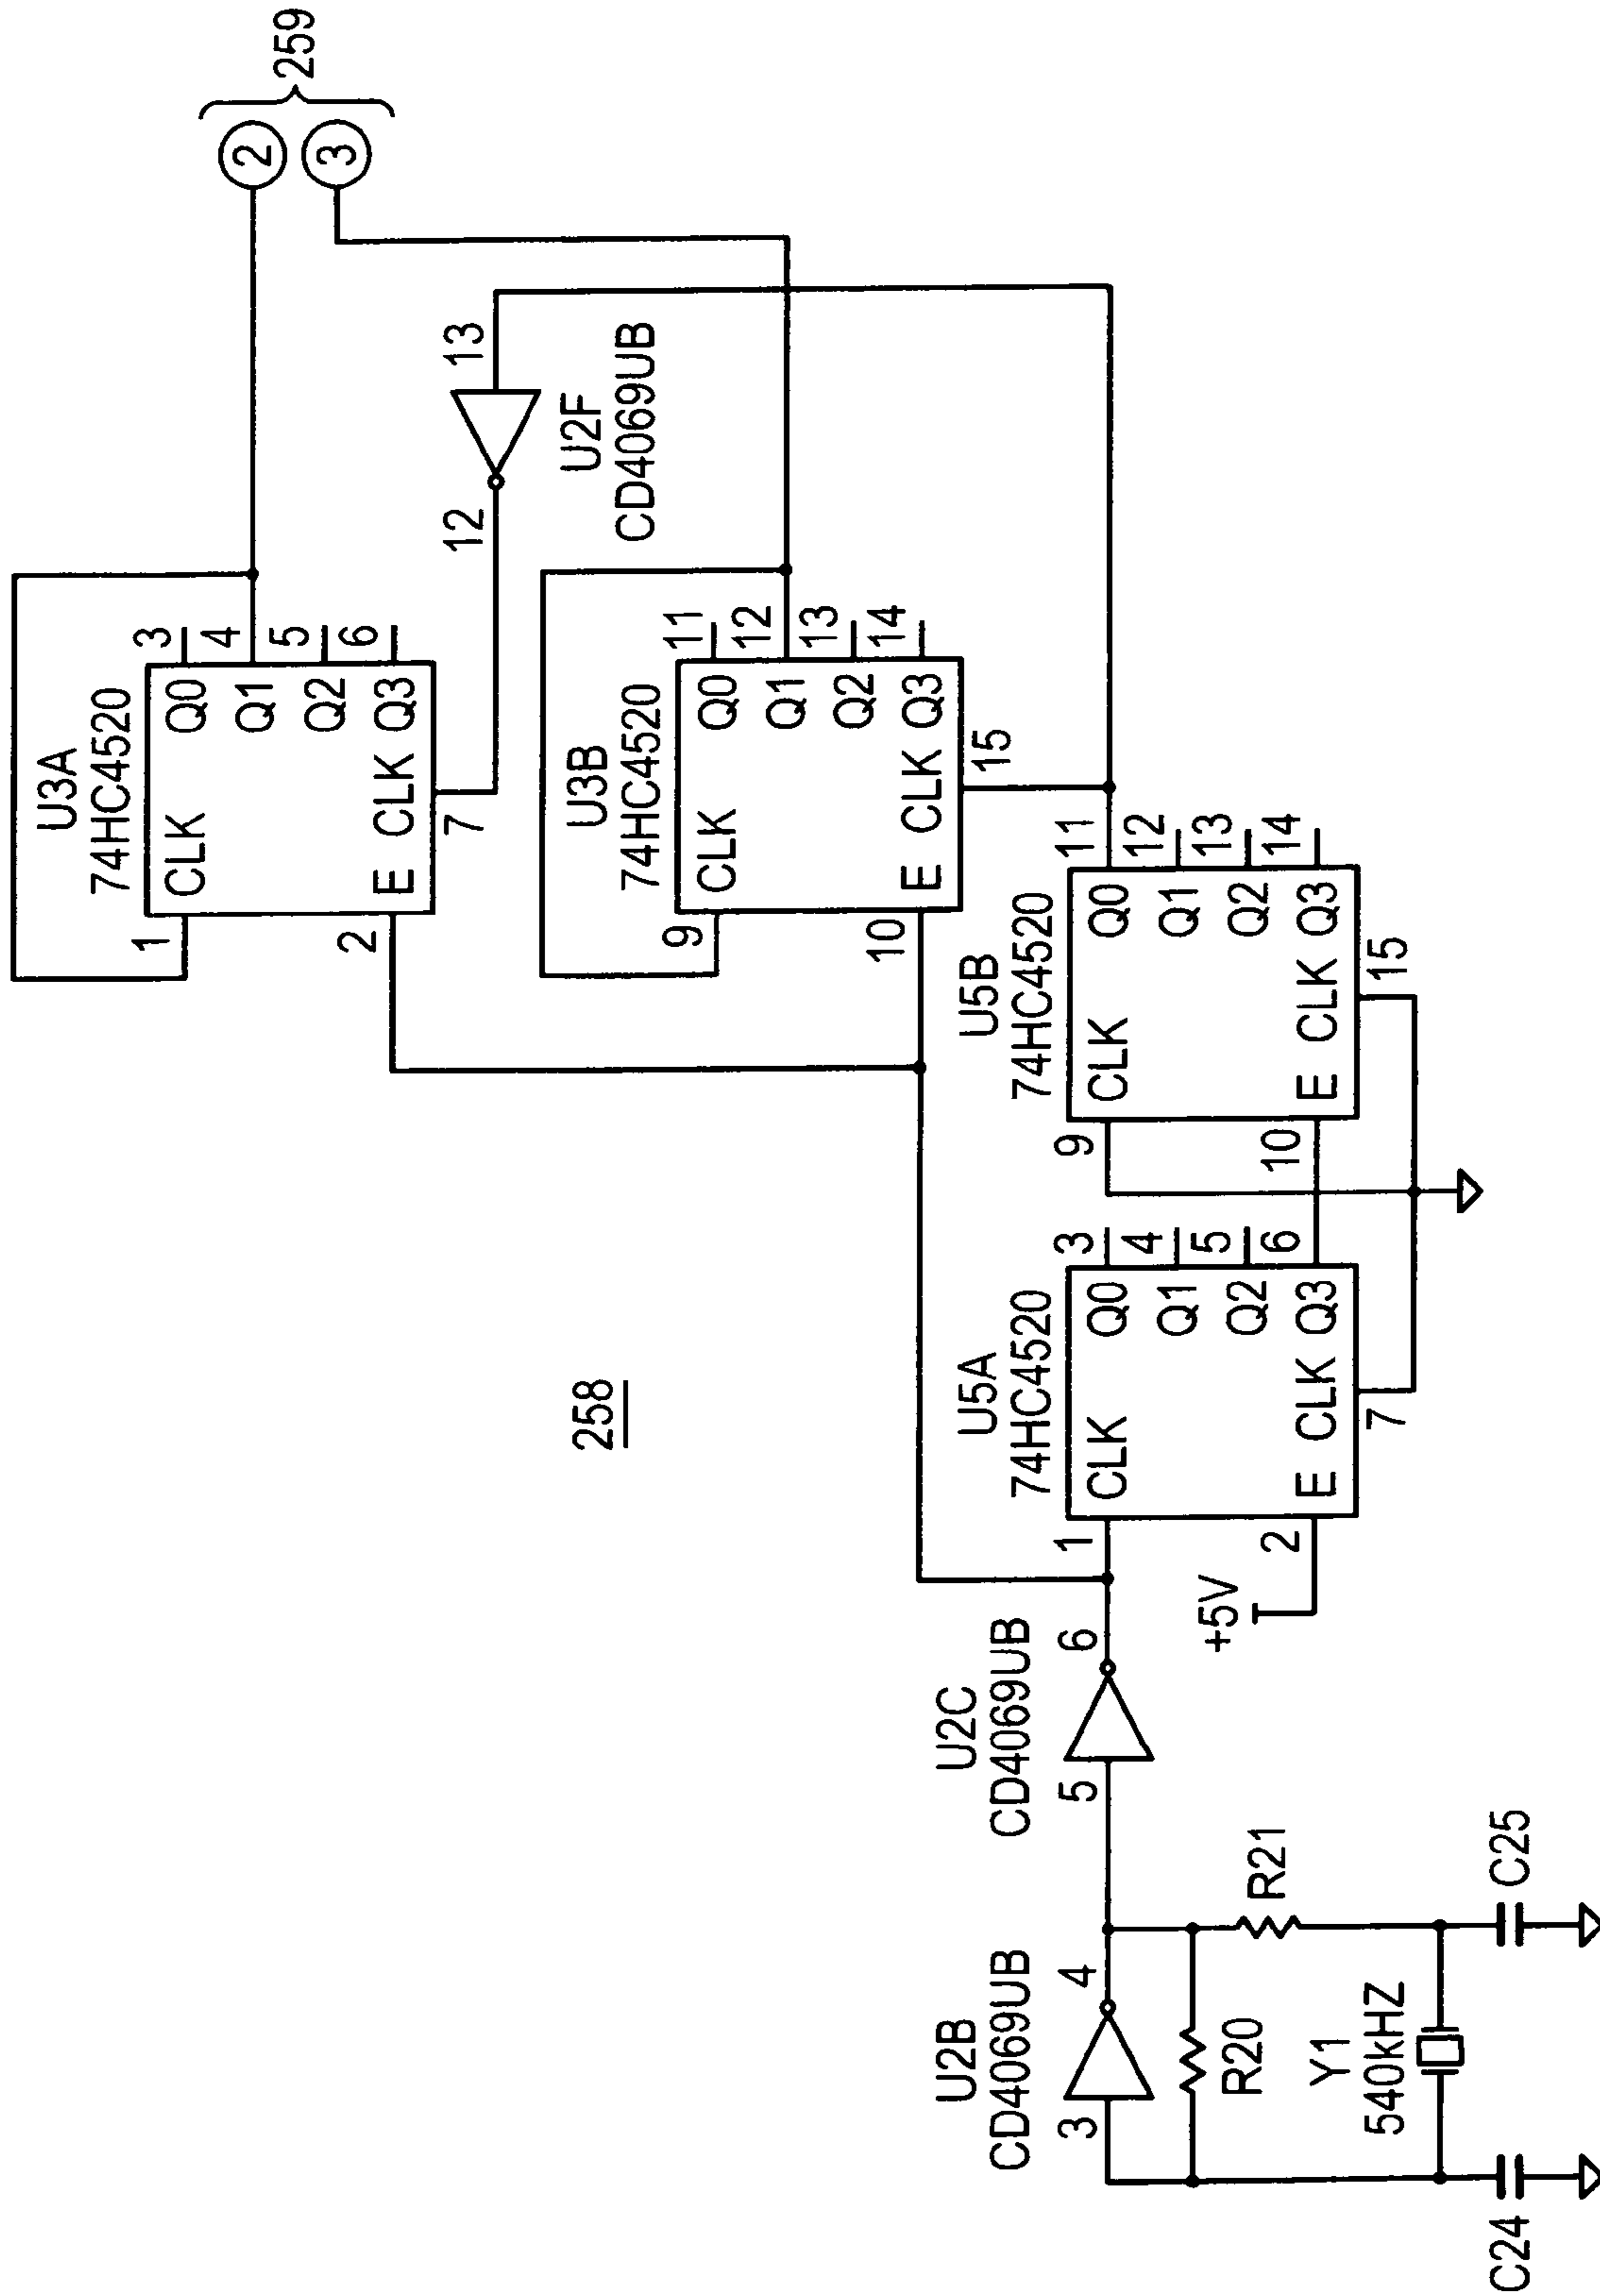 258
U2B
CD4069UB
3
4
R20
R21
Y1
540kHZ
C24
C25
U2C
CD4069UB
5
6
+5V
U5A
74HC4520
1
2
CLK
E
CLK
7
Q0
Q1
Q2
Q3
3
4
5
6
U5B
74HC4520
9
10
CLK
E
CLK
15
Q0
Q1
Q2
Q3
11
12
13
14
U3A
74HC4520
1
2
CLK
E
CLK
7
Q0
Q1
Q2
Q3
3
4
5
6
U3B
74HC4520
9
10
CLK
E
CLK
15
Q0
Q1
Q2
Q3
11
12
13
14
12
13
U2F
CD4069UB
2
3
259